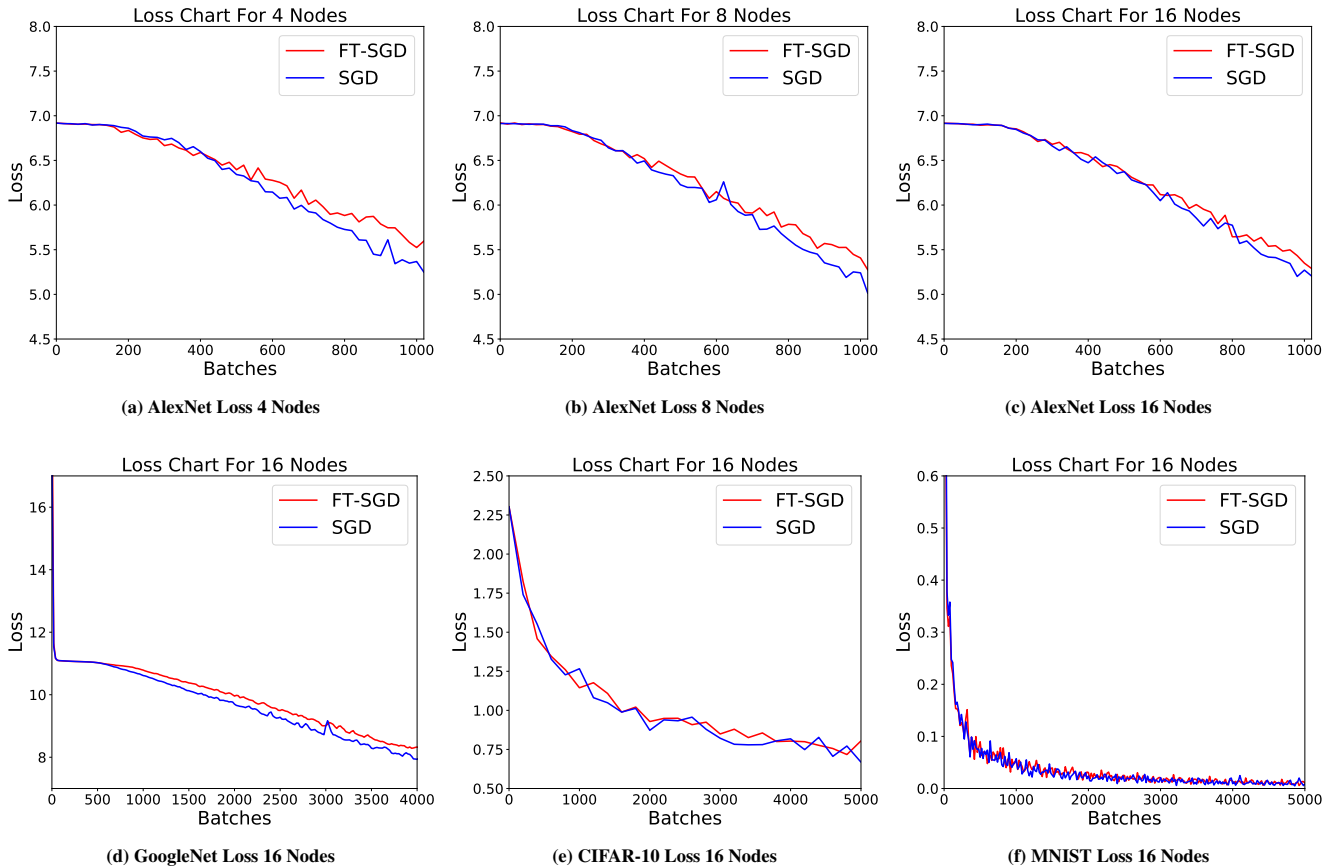 Loss Chart For 4 Nodes
8.0
7.5
7.0
6.5
6.0
5.5
5.0
4.5
Loss
FT-SGD
SGD
0 200 400 600 800 1000
Batches
(a) AlexNet Loss 4 Nodes
Loss Chart For 8 Nodes
8.0
7.5
7.0
6.5
6.0
5.5
5.0
4.5
Loss
FT-SGD
SGD
0 200 400 600 800 1000
Batches
(b) AlexNet Loss 8 Nodes
Loss Chart For 16 Nodes
8.0
7.5
7.0
6.5
6.0
5.5
5.0
4.5
Loss
FT-SGD
SGD
0 200 400 600 800 1000
Batches
(c) AlexNet Loss 16 Nodes
Loss Chart For 16 Nodes
16
14
12
10
8
Loss
FT-SGD
SGD
0 500 1000 1500 2000 2500 3000 3500 4000
Batches
(d) GoogleNet Loss 16 Nodes
Loss Chart For 16 Nodes
2.50
2.25
2.00
1.75
1.50
1.25
1.00
0.75
0.50
Loss
FT-SGD
SGD
0 1000 2000 3000 4000 5000
Batches
(e) CIFAR-10 Loss 16 Nodes
Loss Chart For 16 Nodes
0.6
0.5
0.4
0.3
0.2
0.1
0.0
Loss
FT-SGD
SGD
0 1000 2000 3000 4000 5000
Batches
(f) MNIST Loss 16 Nodes